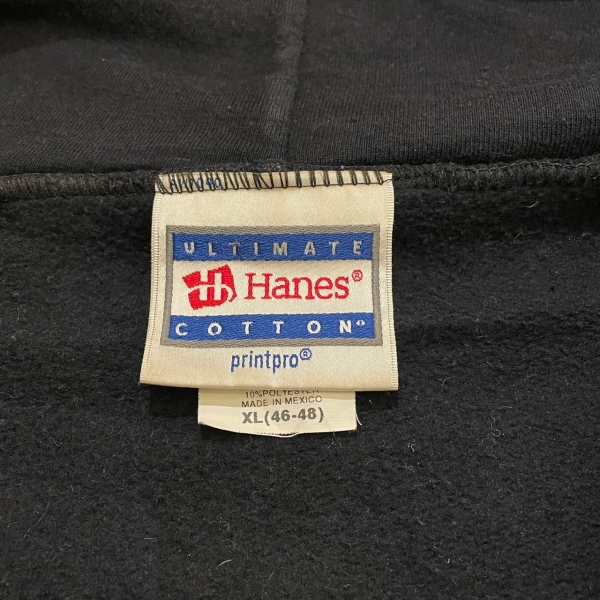 ULTIMATE
Hanes®
COTTON®
printpro®
10%POLYESTER
MADE IN MEXICO
XL(46-48)